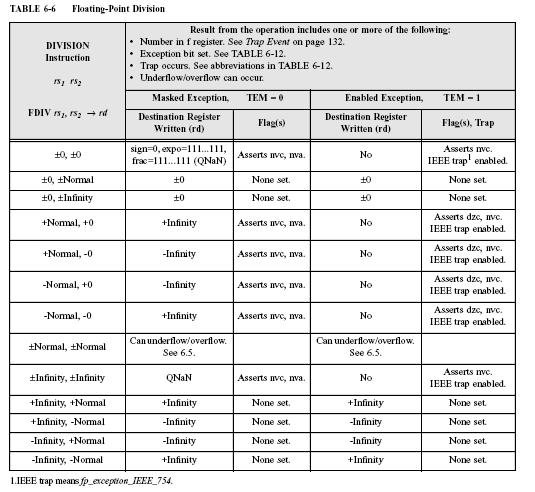 TABLE 6-6 Floating-Point Division
DIVISION
Instruction
rs1 rs2
FDIV rs1, rs2 → rd
Result from the operation includes one or more of the following:
• Number in f register. See Trap Event on page 132.
• Exception bit set. See TABLE 6-12.
• Trap occurs. See abbreviations in TABLE 6-12.
• Underflow/overflow can occur.
Masked Exception, TEM = 0
Enabled Exception, TEM = 1
Destination Register
Written (rd)
Flag(s)
Destination Register
Written (rd)
Flag(s), Trap
±0, ±0
sign=0, expo=111...111,
frac=111...111 (QNaN)
Asserts nvc, nva.
No
Asserts nvc.
IEEE trap1 enabled.
±0, ±Normal
±0
None set.
±0
None set.
±0, ±Infinity
±0
None set.
±0
None set.
+Normal, +0
+Infinity
Asserts nvc, nva.
No
Asserts dzc, nvc.
IEEE trap enabled.
+Normal, -0
-Infinity
Asserts nvc, nva.
No
Asserts dzc, nvc.
IEEE trap enabled.
-Normal, +0
-Infinity
Asserts nvc, nva.
No
Asserts dzc, nvc.
IEEE trap enabled.
-Normal, -0
+Infinity
Asserts nvc, nva.
No
Asserts dzc, nvc.
IEEE trap enabled.
±Normal, ±Normal
Can underflow/overflow.
See 6.5.
Can underflow/overflow.
See 6.5.
±Infinity, ±Infinity
QNaN
Asserts nvc, nva.
No
Asserts nvc.
IEEE trap enabled.
+Infinity, +Normal
+Infinity
None set.
+Infinity
None set.
+Infinity, -Normal
-Infinity
None set.
-Infinity
None set.
-Infinity, +Normal
-Infinity
None set.
-Infinity
None set.
-Infinity, -Normal
+Infinity
None set.
+Infinity
None set.
1.IEEE trap means fp_exception_IEEE_754.